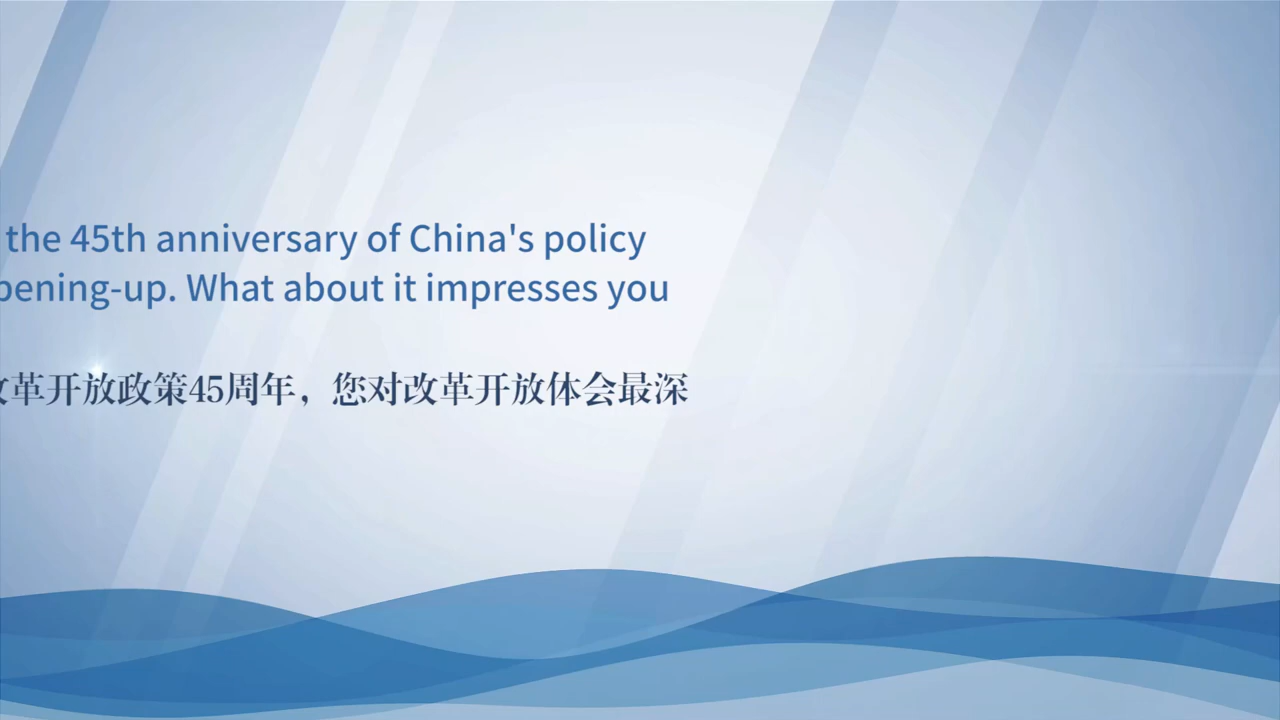 the 45th anniversary of China's policy
pening-up. What about it impresses you
革开放政策45周年，您对改革开放体会最深